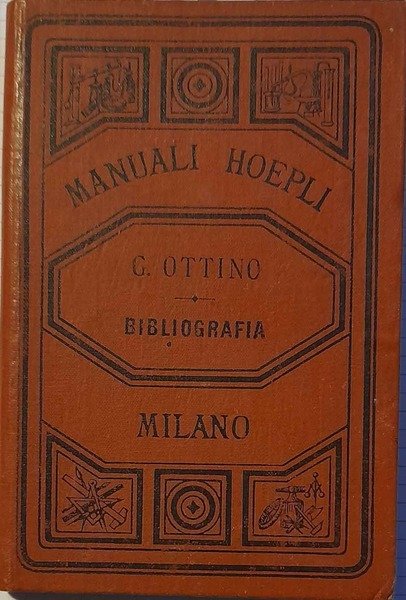 MANUALI HOEPLI
G. OTTINO
BIBLIOGRAFIA
MILANO